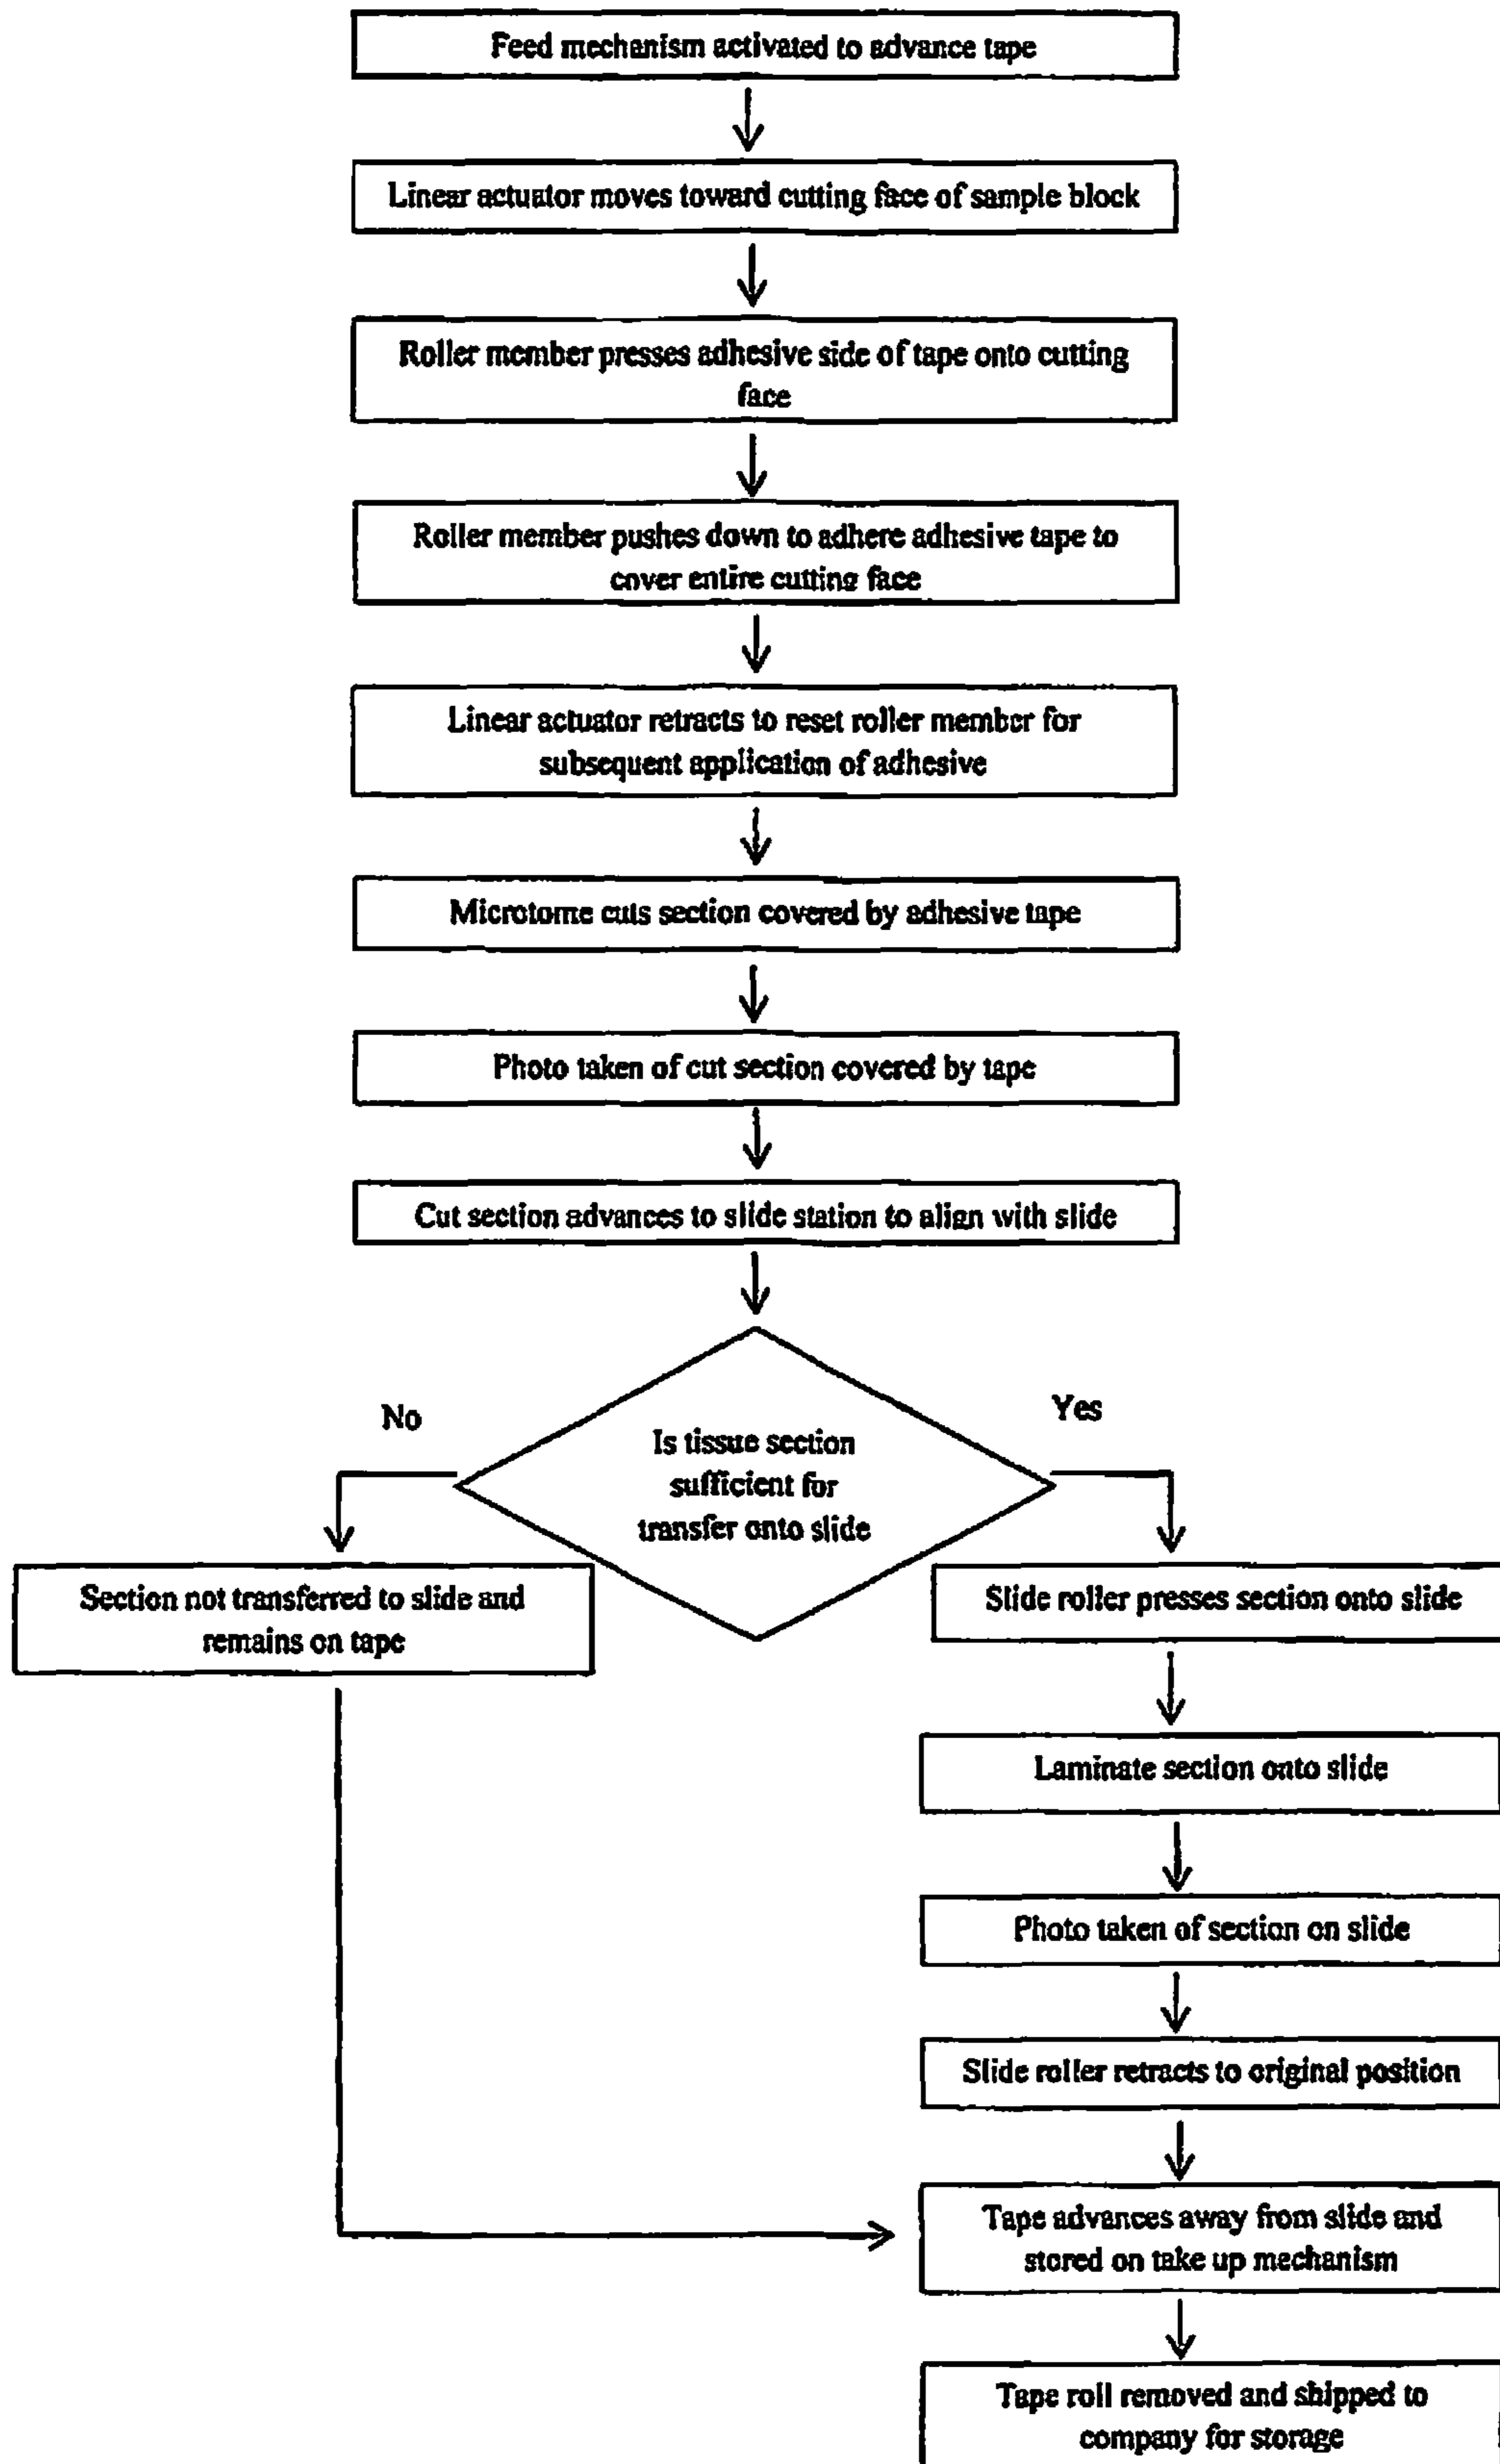 Feed mechanism activated to advance tape
Linear actuator moves toward cutting face of sample block
Roller member presses adhesive side of tape onto cutting
face
Roller member pushes down to adhere adhesive tape to
cover entire cutting face
Linear actuator retracts to reset roller member for
subsequent application of adhesive
Microtome cuts section covered by adhesive tape
Photo taken of cut section covered by tape
Cut section advances to slide station to align with slide
No
Yes
Is tissue section
sufficient for
transfer onto slide
Section not transferred to slide and
remains on tape
Slide roller presses section onto slide
Laminate section onto slide
Photo taken of section on slide
Slide roller retracts to original position
Tape advances away from slide and
stored on take up mechanism
Tape roll removed and shipped to
company for storage